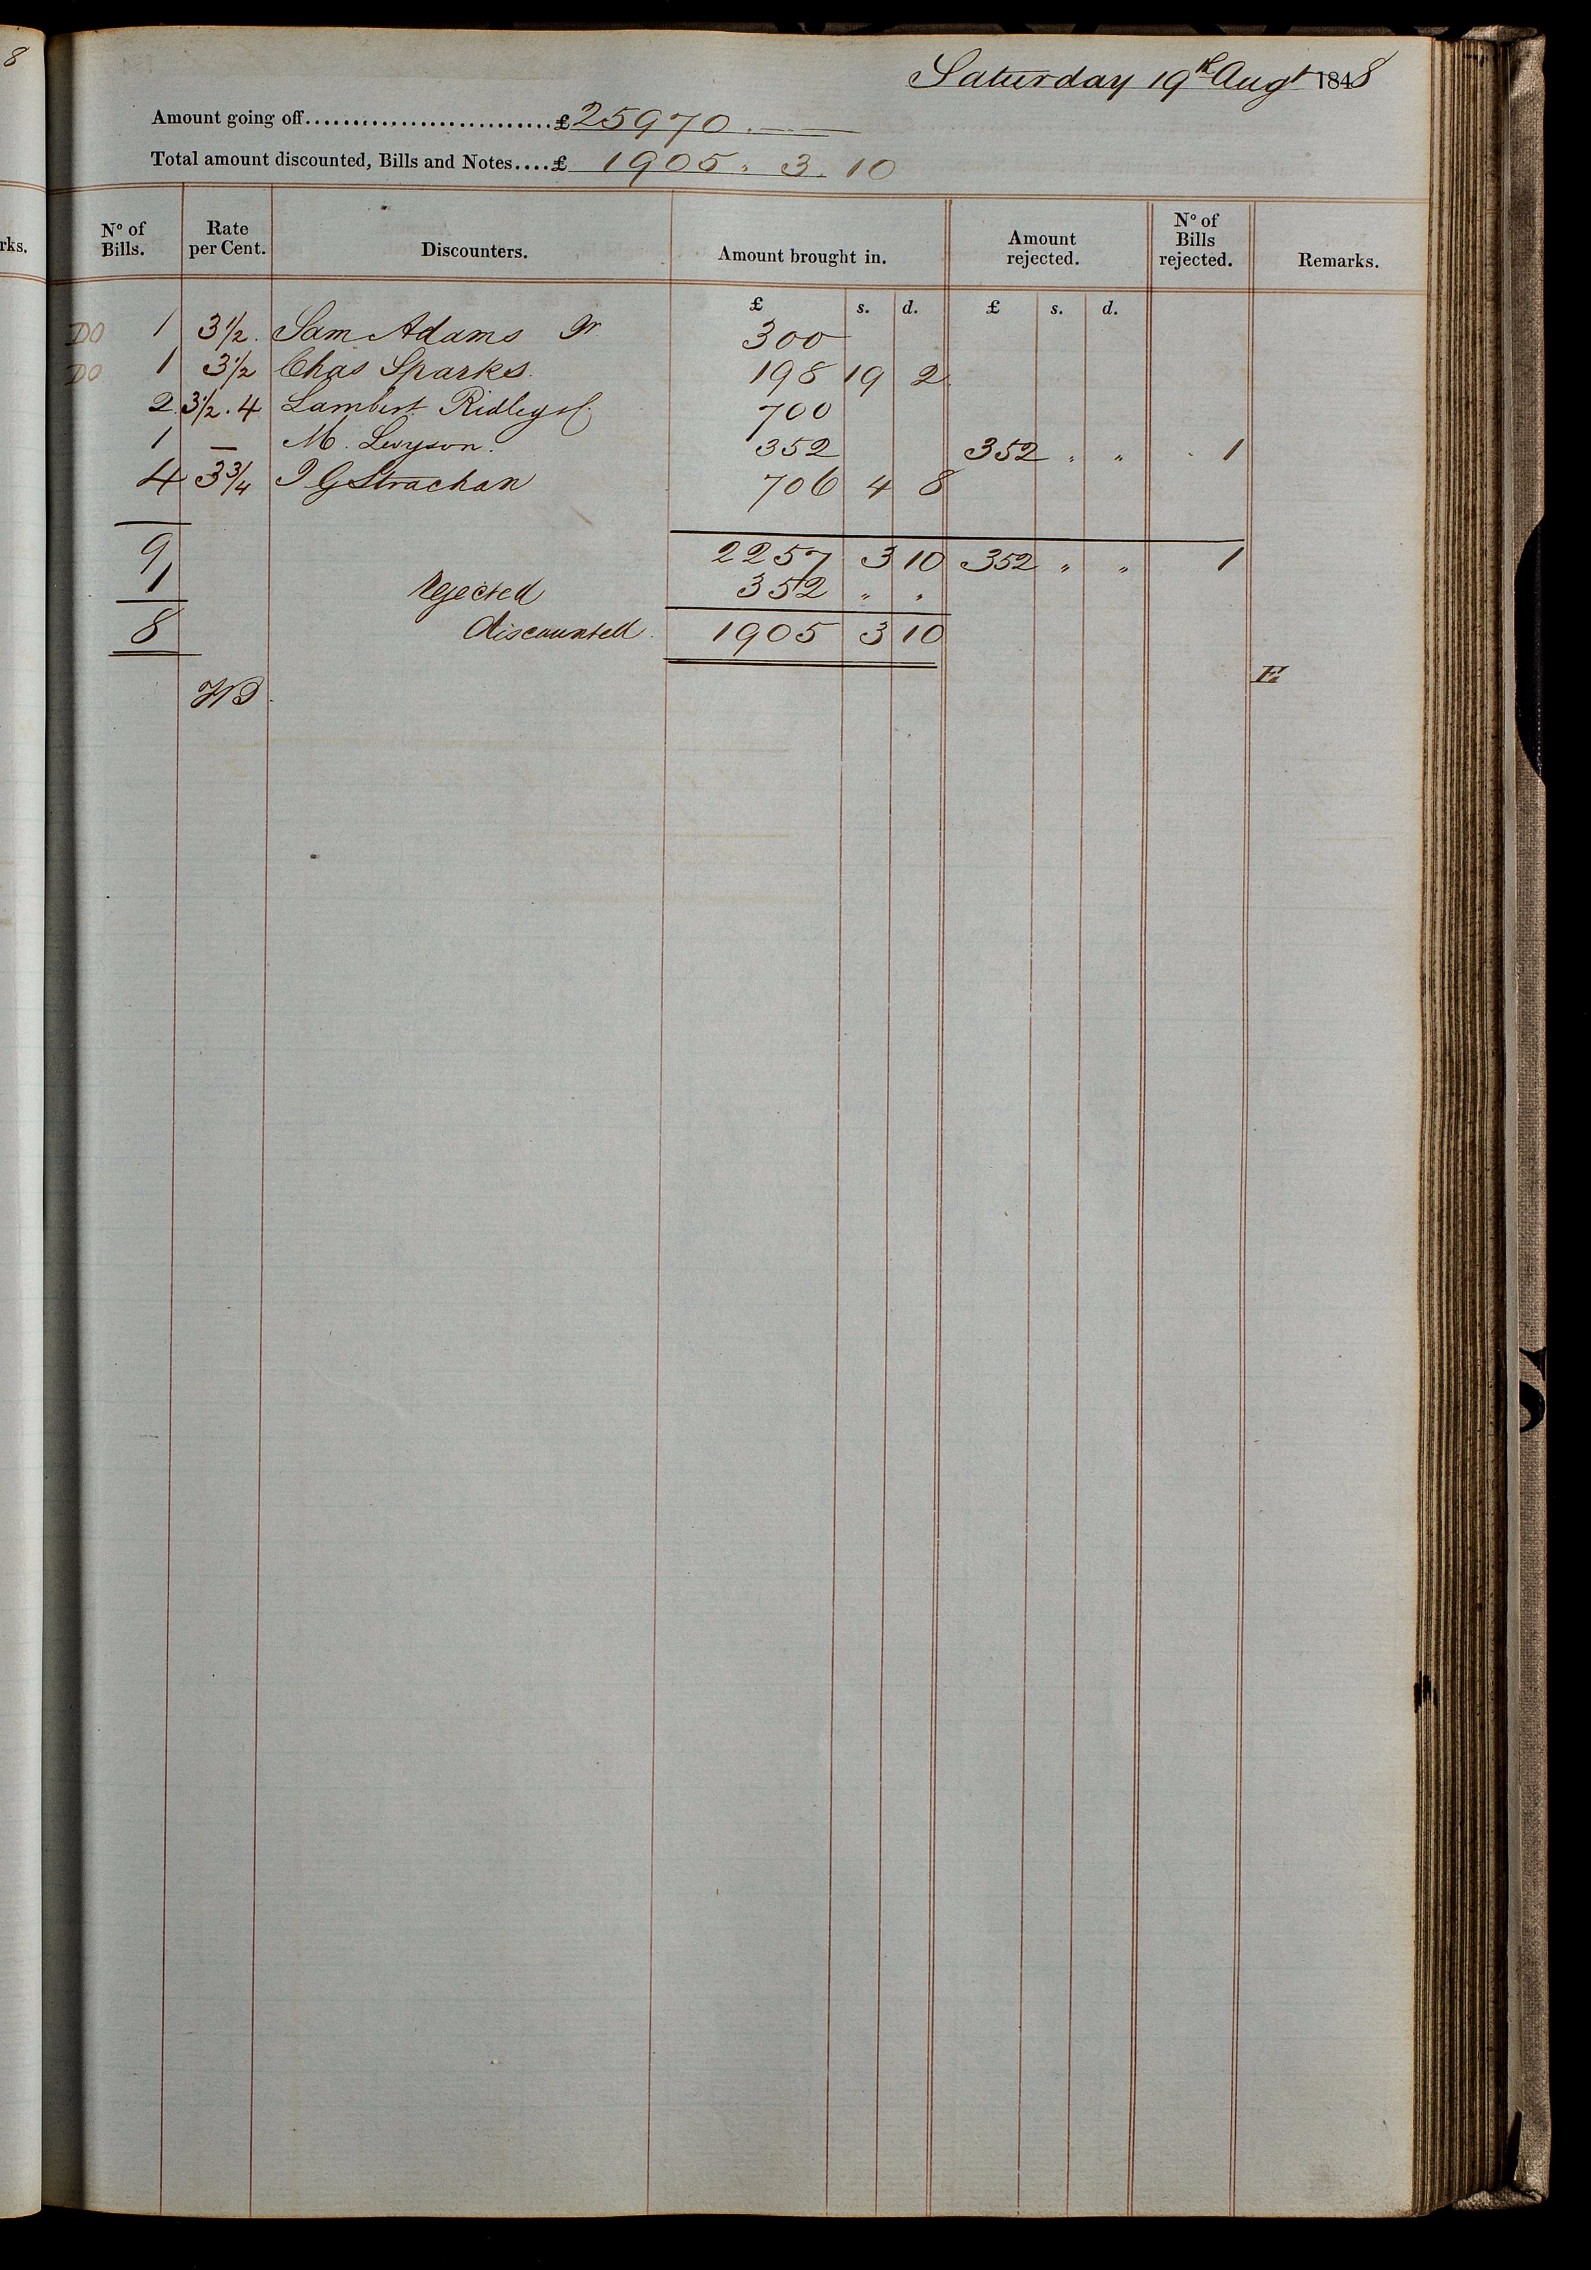 8
rks.
Saturday 19th Augt 1848
Amount going off...........................£25970.—
Total amount discounted, Bills and Notes....£ 1905 " 3. 10
No of Bills. Rate per Cent. Discounters. Amount brought in. Amount rejected. No of Bills rejected. Remarks.
£ s. d. £ s. d.
DO 1 3½. Sam Adams Jr 300
DO 1 3½ Chas Sparks. 198 19 2
2 3½.4 Lambert Ridley 700
1 — M. 352 352 " " 1
4 3¾ J G Strachan 706 4 8
9 2257 3 10 352 " " 1
1 rejected 352 " "
8 discounted 1905 3 10
E